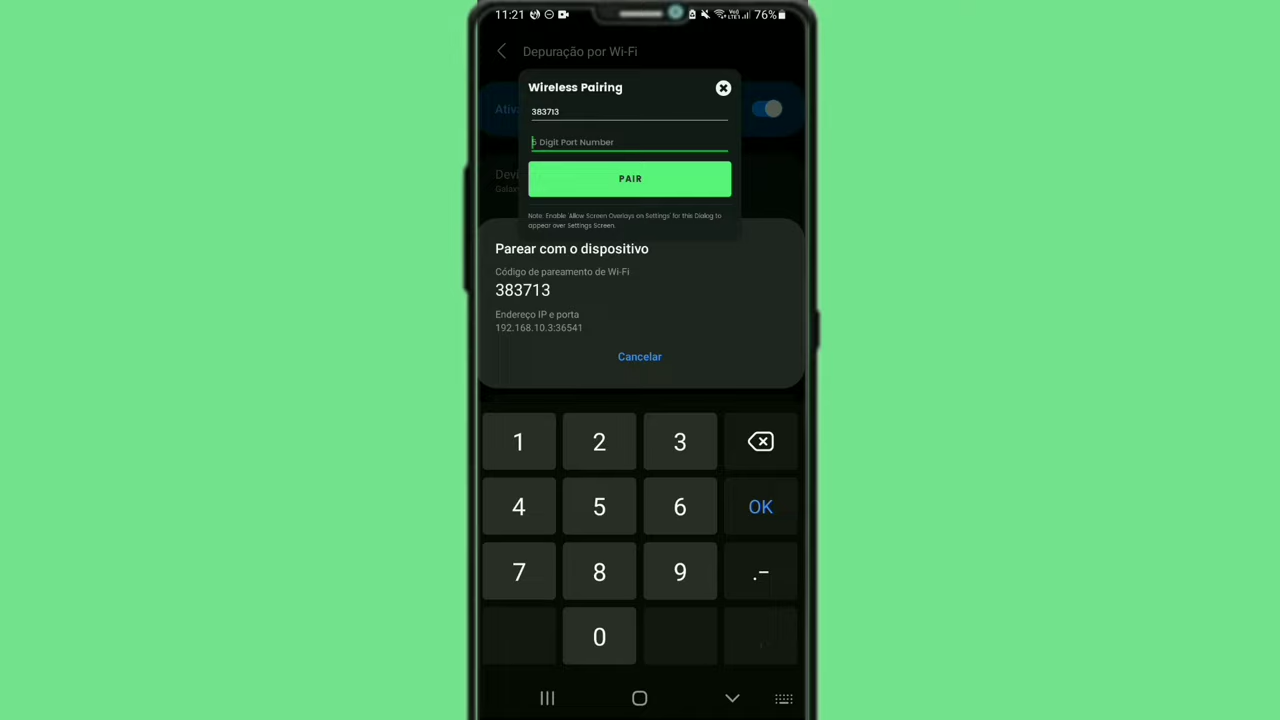 11:21 76%
Depuração por Wi-Fi
Wireless Pairing
383713
Digit Port Number
PAIR
Note: Enable 'Allow Screen Overlays on Settings' for this Dialog to
appear over Settings Screen.
Parear com o dispositivo
Código de pareamento de Wi-Fi
383713
Endereço IP e porta
192.168.10.3:36541
Cancelar
1 2 3
4 5 6 OK
7 8 9 .-
0